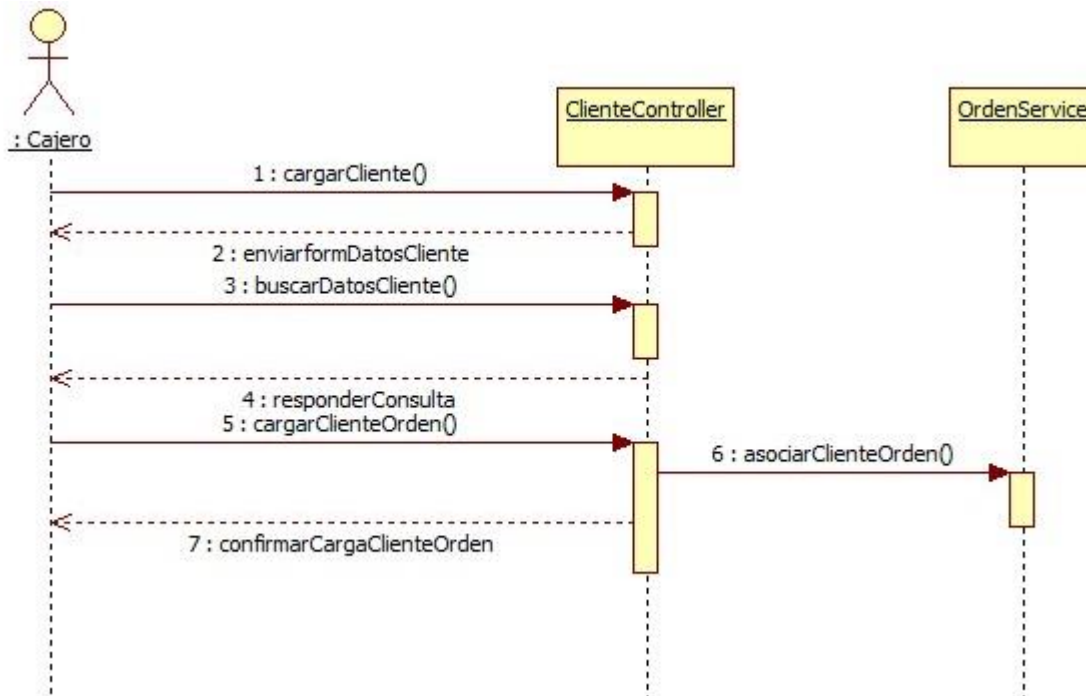 : Cajero
ClienteController
OrdenService
1 : cargarCliente()
2 : enviarformDatosCliente
3 : buscarDatosCliente()
4 : responderConsulta
5 : cargarClienteOrden()
6 : asociarClienteOrden()
7 : confirmarCargaClienteOrden